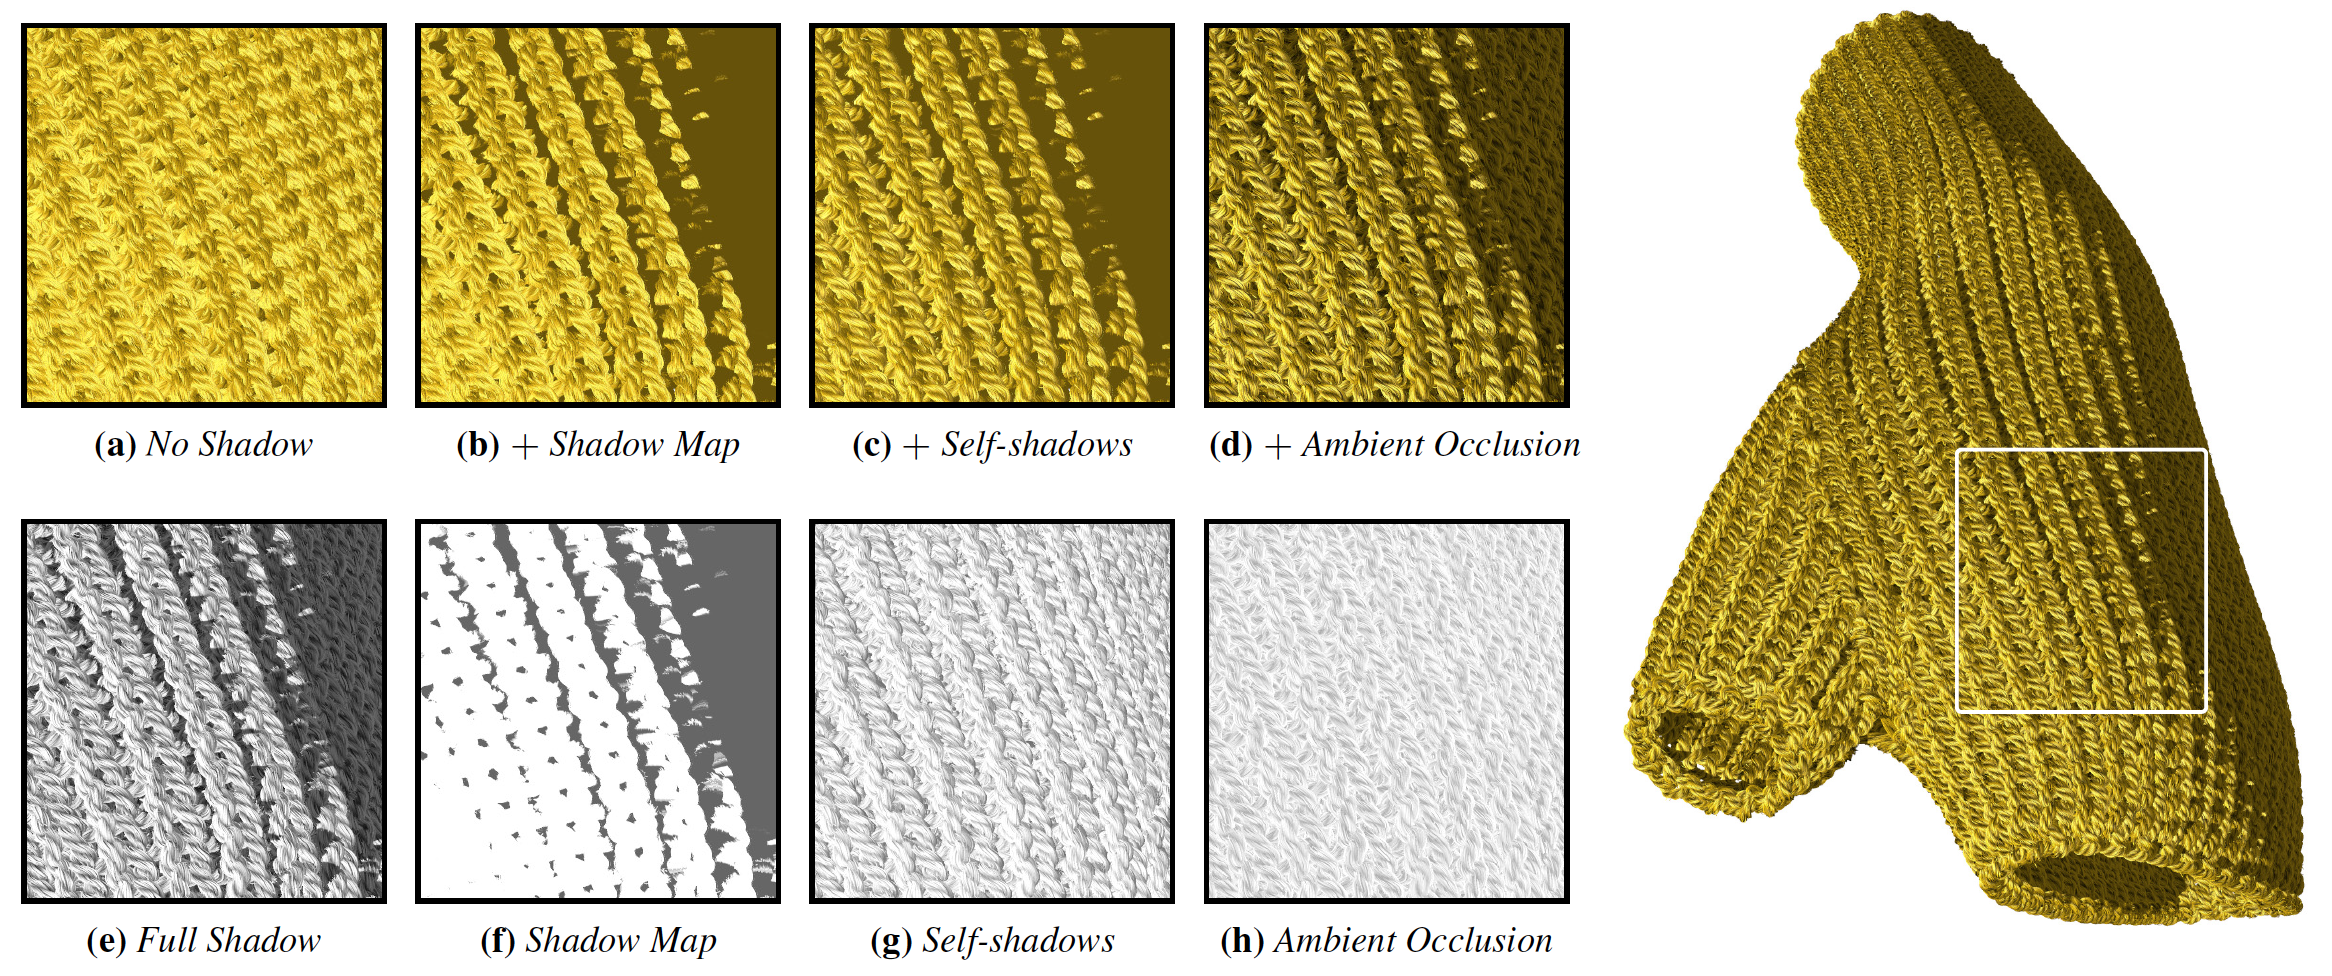 (a) No Shadow
(b) + Shadow Map
(c) + Self-shadows
(d) + Ambient Occlusion
(e) Full Shadow
(f) Shadow Map
(g) Self-shadows
(h) Ambient Occlusion